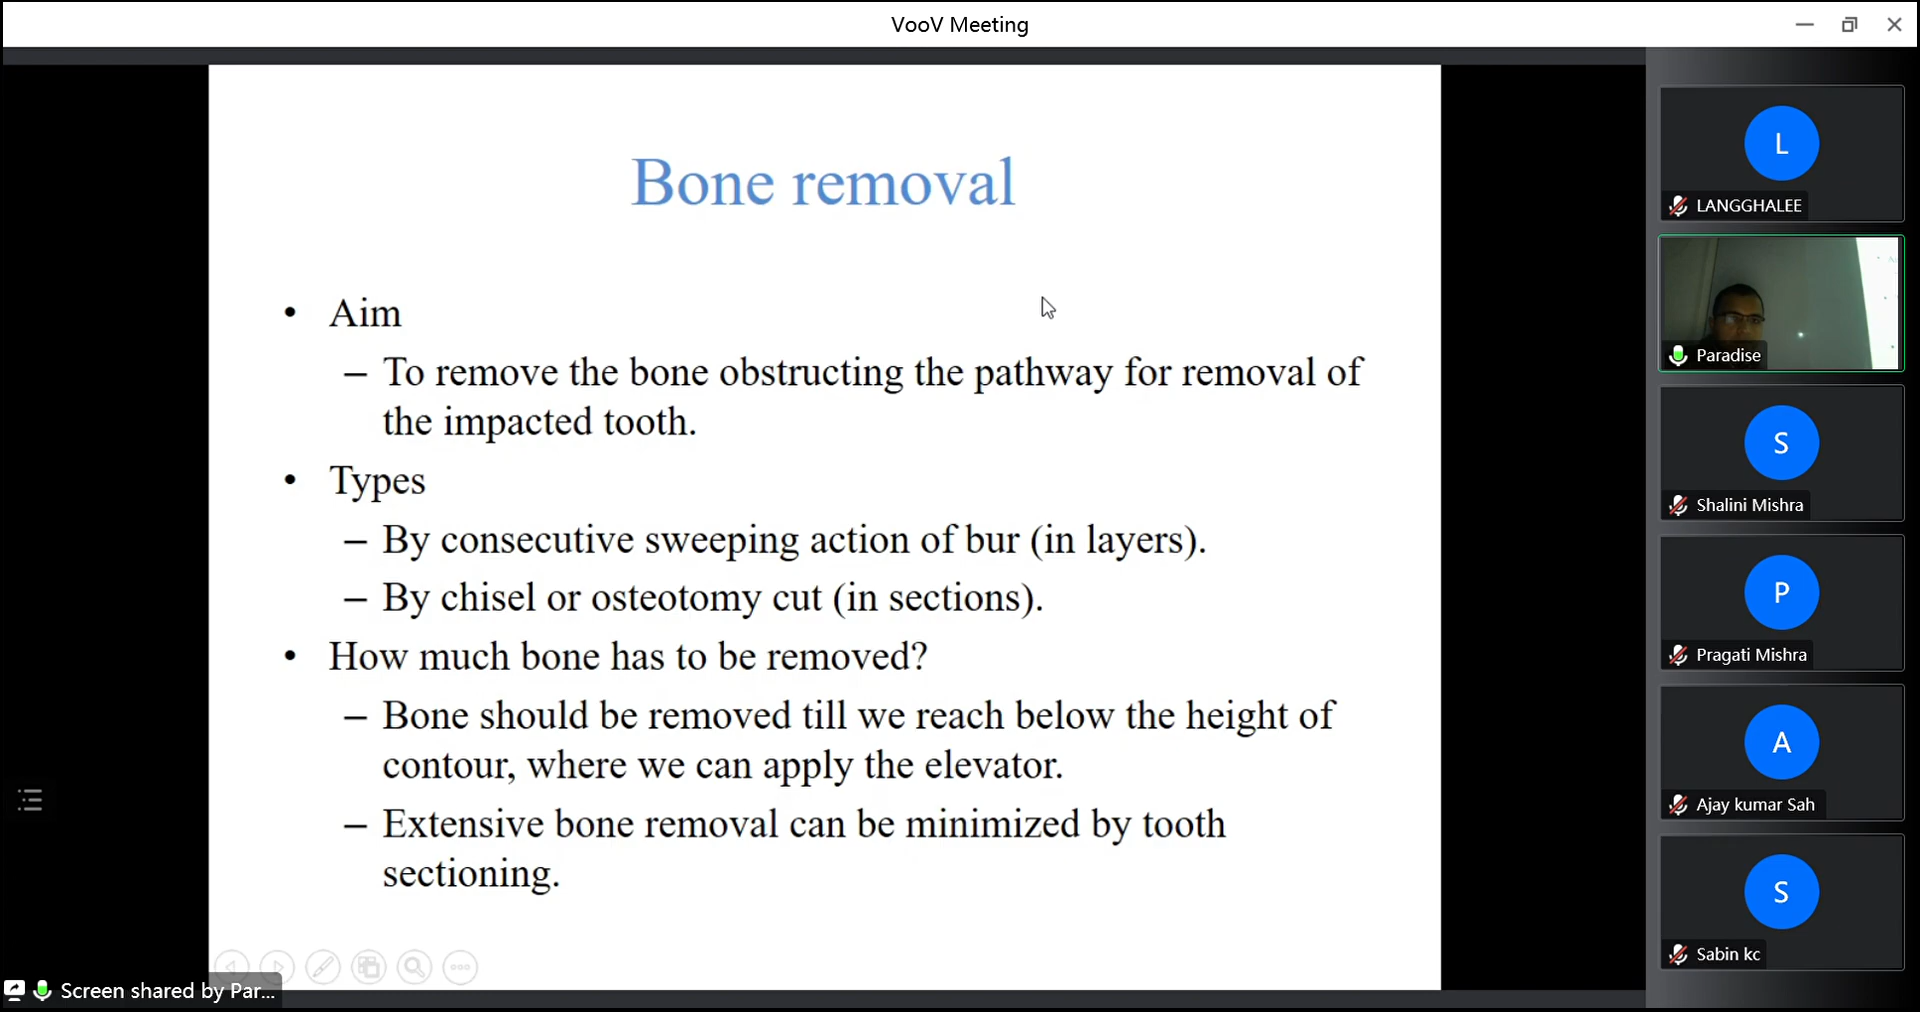 VooV Meeting
Bone removal
• Aim
– To remove the bone obstructing the pathway for removal of
the impacted tooth.
• Types
– By consecutive sweeping action of bur (in layers).
– By chisel or osteotomy cut (in sections).
• How much bone has to be removed?
– Bone should be removed till we reach below the height of
contour, where we can apply the elevator.
– Extensive bone removal can be minimized by tooth
sectioning.
Screen shared by Par...
L
LANGGHALEE
Paradise
S
Shalini Mishra
P
Pragati Mishra
A
Ajay kumar Sah
S
Sabin kc